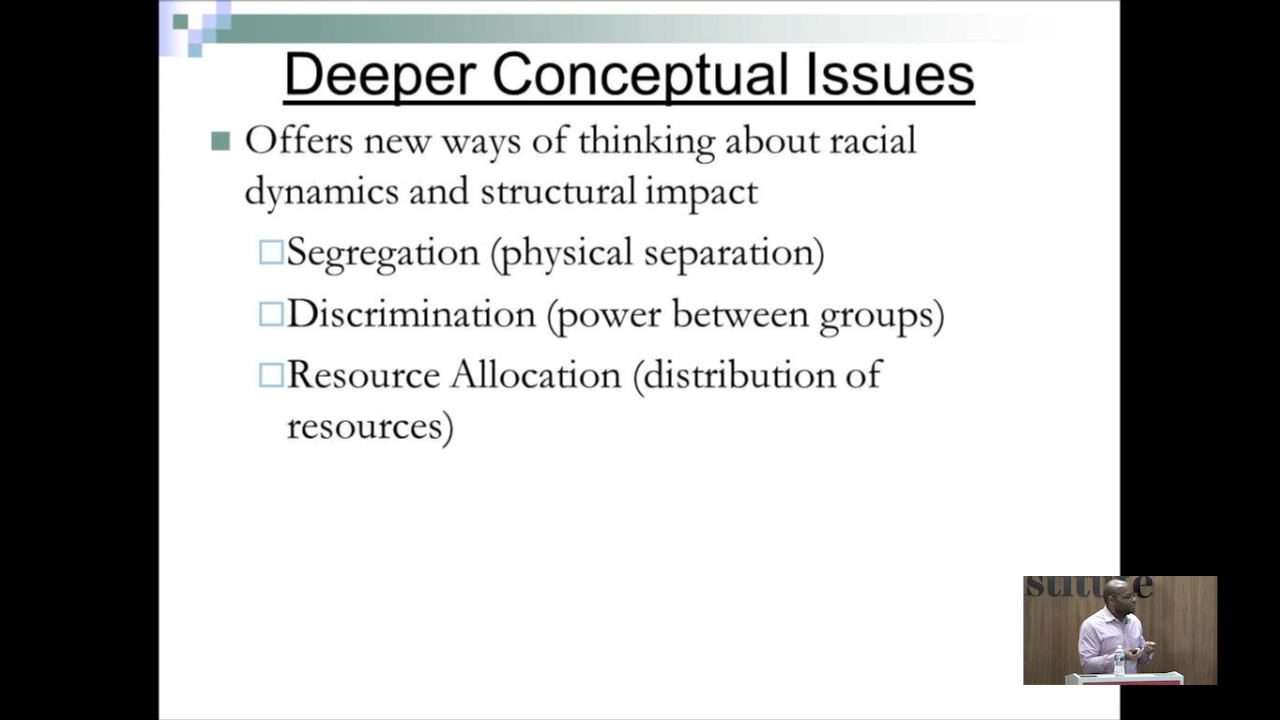 Deeper Conceptual Issues
Offers new ways of thinking about racial
dynamics and structural impact
Segregation (physical separation)
Discrimination (power between groups)
Resource Allocation (distribution of
resources)